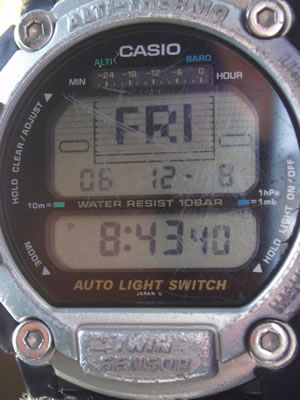 ALTI-THERMO
CASIO
ALTI BARO
MIN -24 -18 -12 -6 0 HOUR
HOLD CLEAR/ADJUST
FRI
06 12- 8
10m= WATER RESIST 10BAR 1hPa =1mb
HOLD LIGHT ON/OFF
MODE
P 8:43 40
AUTO LIGHT SWITCH
JAPAN
TWIN
SENSOR